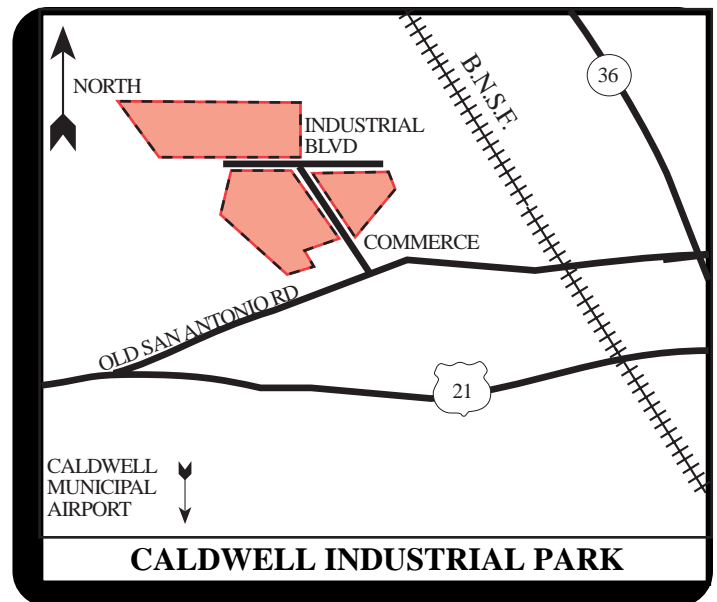 NORTH
B.N.S.F.
36
INDUSTRIAL
BLVD
COMMERCE
OLD SAN ANTONIO RD
21
CALDWELL
MUNICIPAL
AIRPORT
CALDWELL INDUSTRIAL PARK